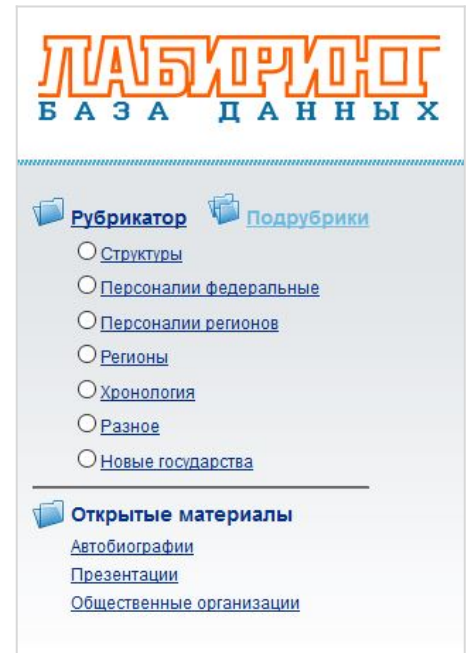 ЛАБИРИНТ
БАЗА ДАННЫХ
Рубрикатор Подрубрики
Структуры
Персоналии федеральные
Персоналии регионов
Регионы
Хронология
Разное
Новые государства
Открытые материалы
Автобиографии
Презентации
Общественные организации